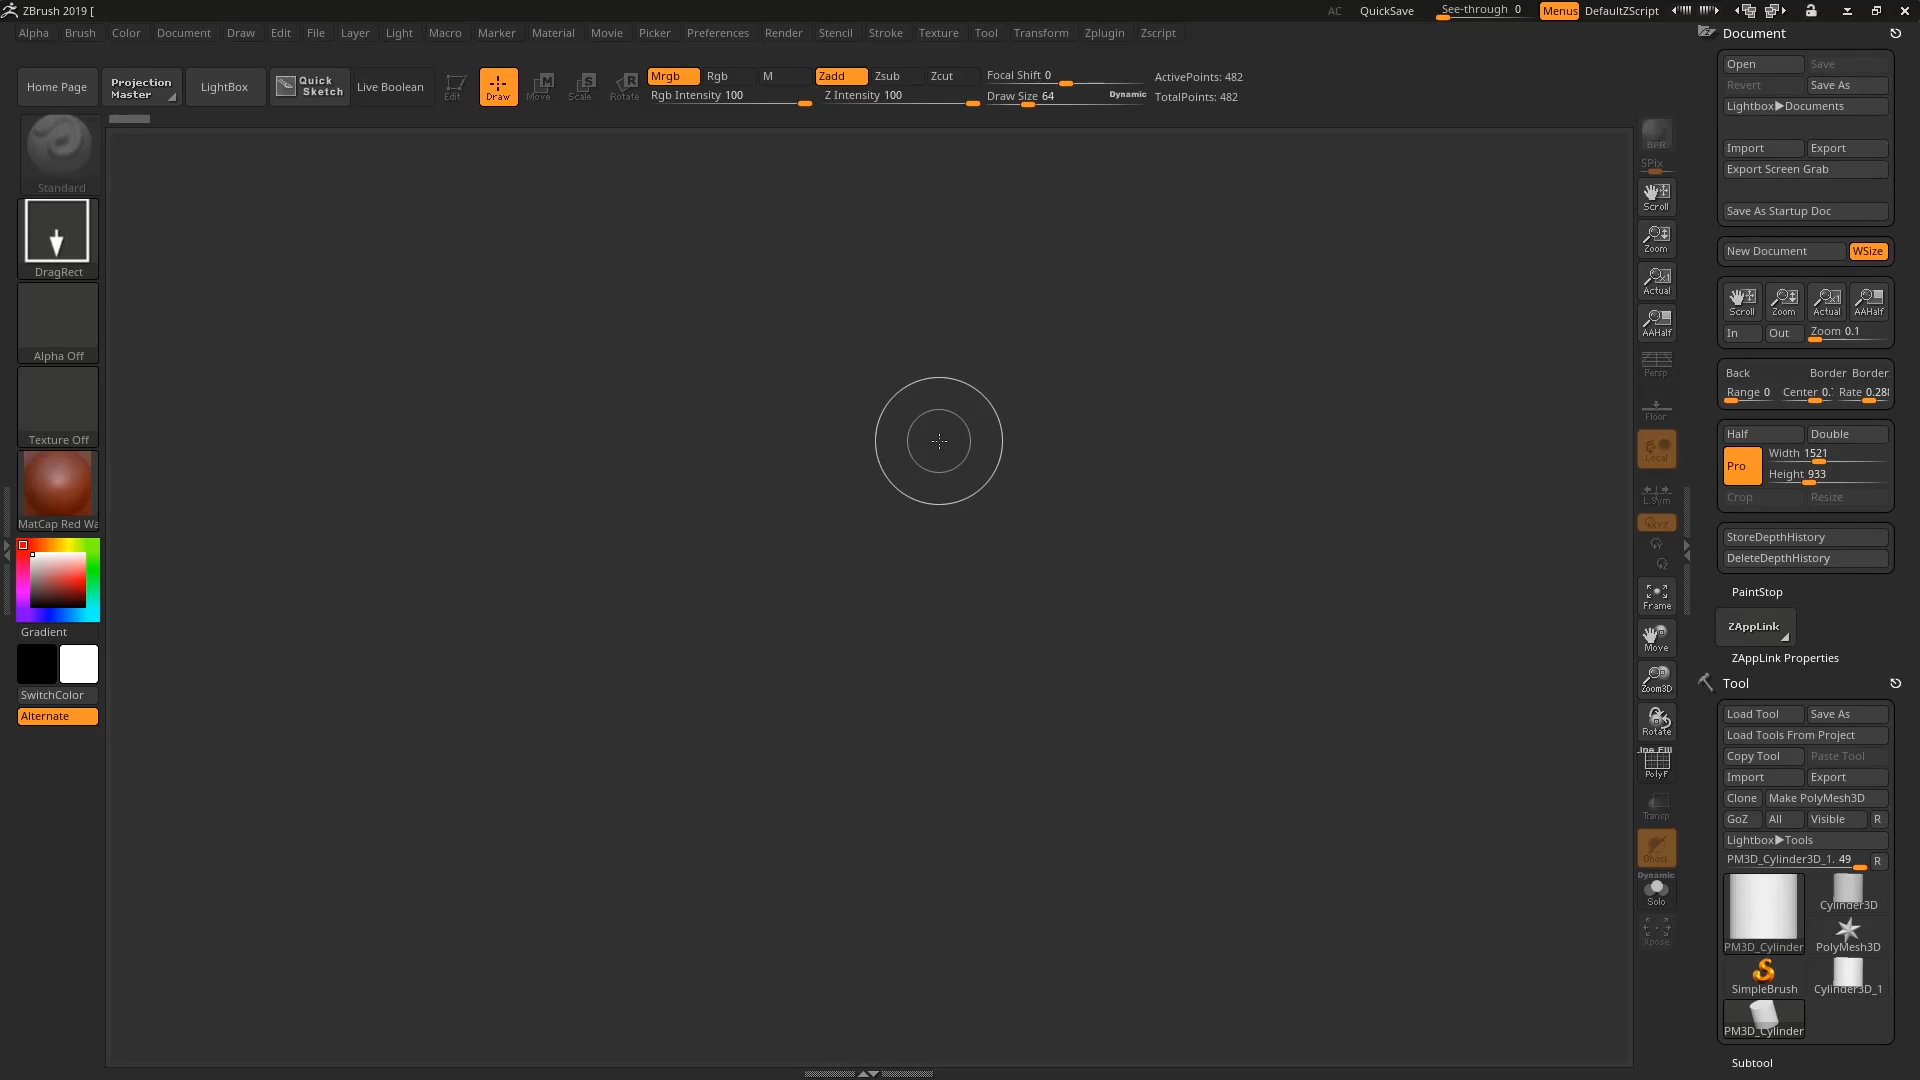 ZBrush 2019 [
AC QuickSave See-through 0 Menus DefaultZScript
Alpha Brush Color Document Draw Edit File Layer Light Macro Marker Material Movie Picker Preferences Render Stencil Stroke Texture Tool Transform Zplugin Zscript
Home Page
Projection
Master
LightBox
Quick
Sketch
Live Boolean
Edit
Draw
Move
Scale
Rotate
Mrgb Rgb M
Rgb Intensity 100
Zadd Zsub Zcut
Z Intensity 100
Focal Shift 0
Draw Size 64
Dynamic
ActivePoints: 482
TotalPoints: 482
Standard
DragRect
Alpha Off
Texture Off
MatCap Red Wa
Gradient
SwitchColor
Alternate
BPR
SPix
Scroll
Zoom
Actual
AAHalf
Persp
Floor
Local
L.Sym
XYZ
Y
Z
Frame
Move
Zoom3D
Rotate
Line Fill
PolyF
Transp
Ghost
Dynamic
Solo
Xpose
Document
Open Save
Revert Save As
Lightbox▶Documents
Import Export
Export Screen Grab
Save As Startup Doc
New Document WSize
Scroll Zoom Actual AAHalf
In Out Zoom 0.1
Back Border Border
Range 0 Center 0. Rate 0.28
Half Double
Pro
Width 1521
Height 933
Crop Resize
StoreDepthHistory
DeleteDepthHistory
PaintStop
ZAppLink
ZAppLink Properties
Tool
Load Tool Save As
Load Tools From Project
Copy Tool Paste Tool
Import Export
Clone Make PolyMesh3D
GoZ All Visible R
Lightbox▶Tools
PM3D_Cylinder3D_1. 49 R
Cylinder3D
PM3D_Cylinder PolyMesh3D
SimpleBrush Cylinder3D_1
PM3D_Cylinder
Subtool